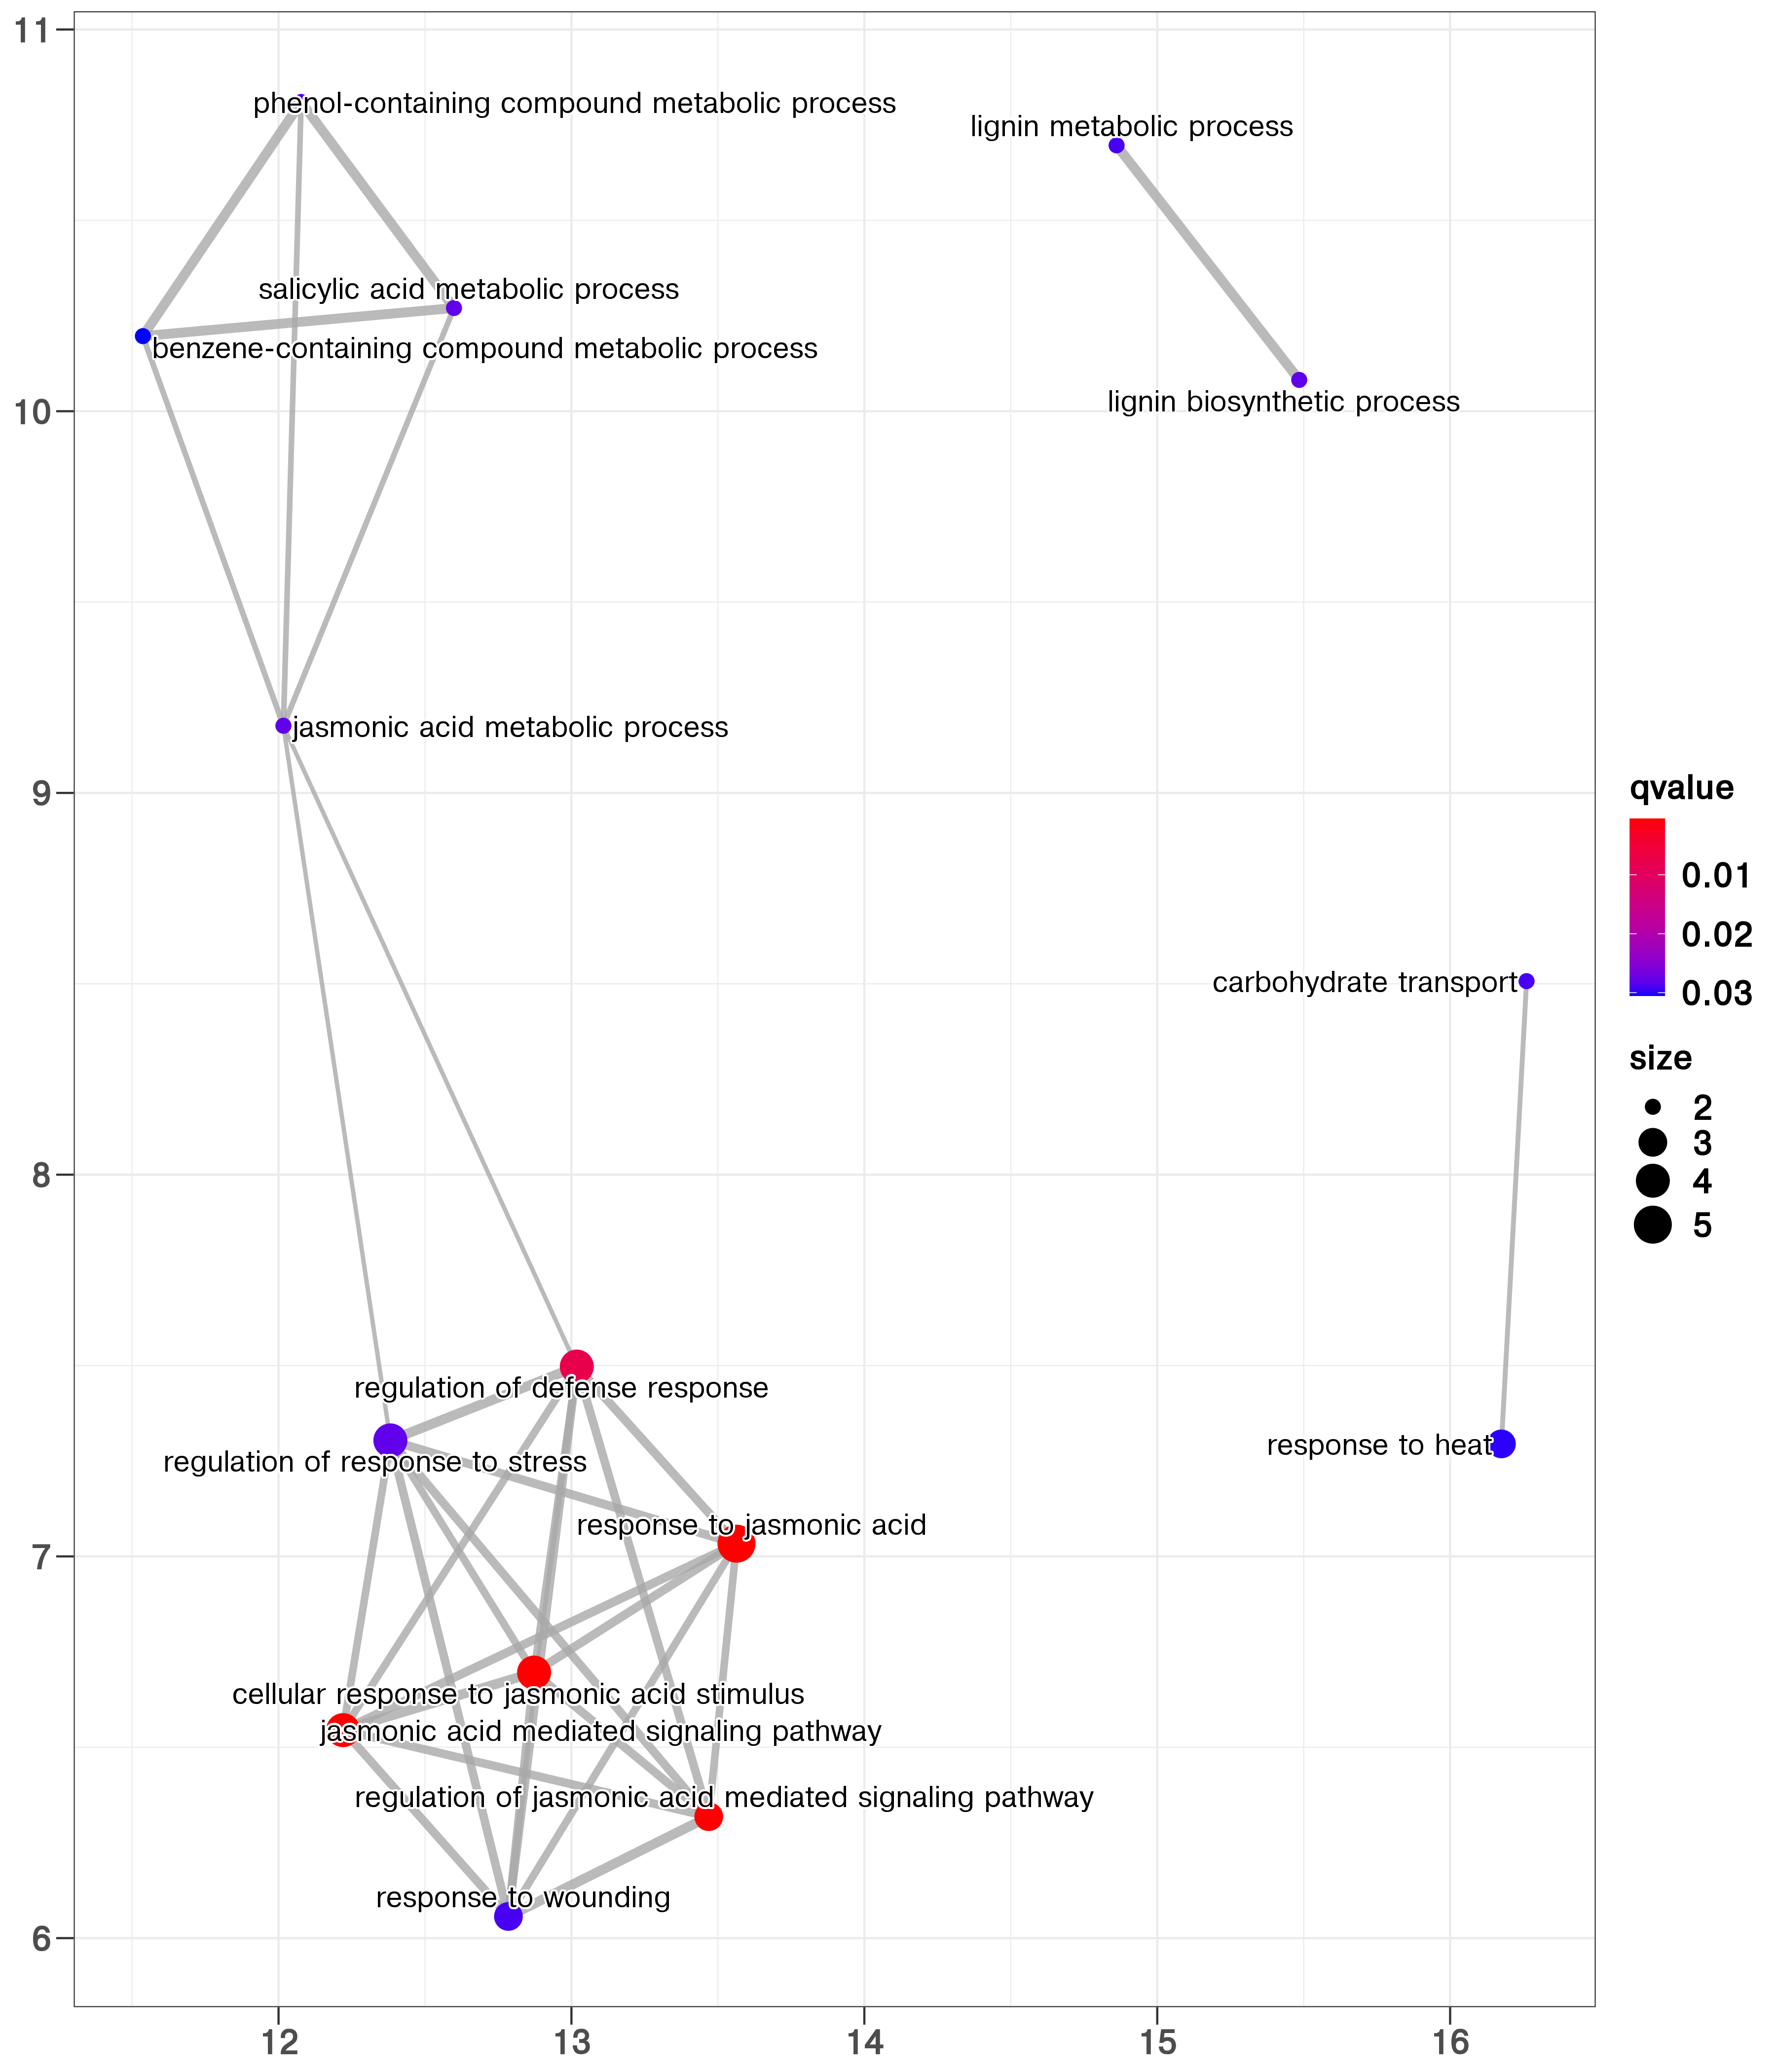 11
phenol-containing compound metabolic process
lignin metabolic process
salicylic acid metabolic process
benzene-containing compound metabolic process
lignin biosynthetic process
10
jasmonic acid metabolic process
9
qvalue
0.01
0.02
0.03
carbohydrate transport
size
2
3
4
5
8
regulation of defense response
regulation of response to stress
response to heat
response to jasmonic acid
7
cellular response to jasmonic acid stimulus
jasmonic acid mediated signaling pathway
regulation of jasmonic acid mediated signaling pathway
response to wounding
6
12 13 14 15 16